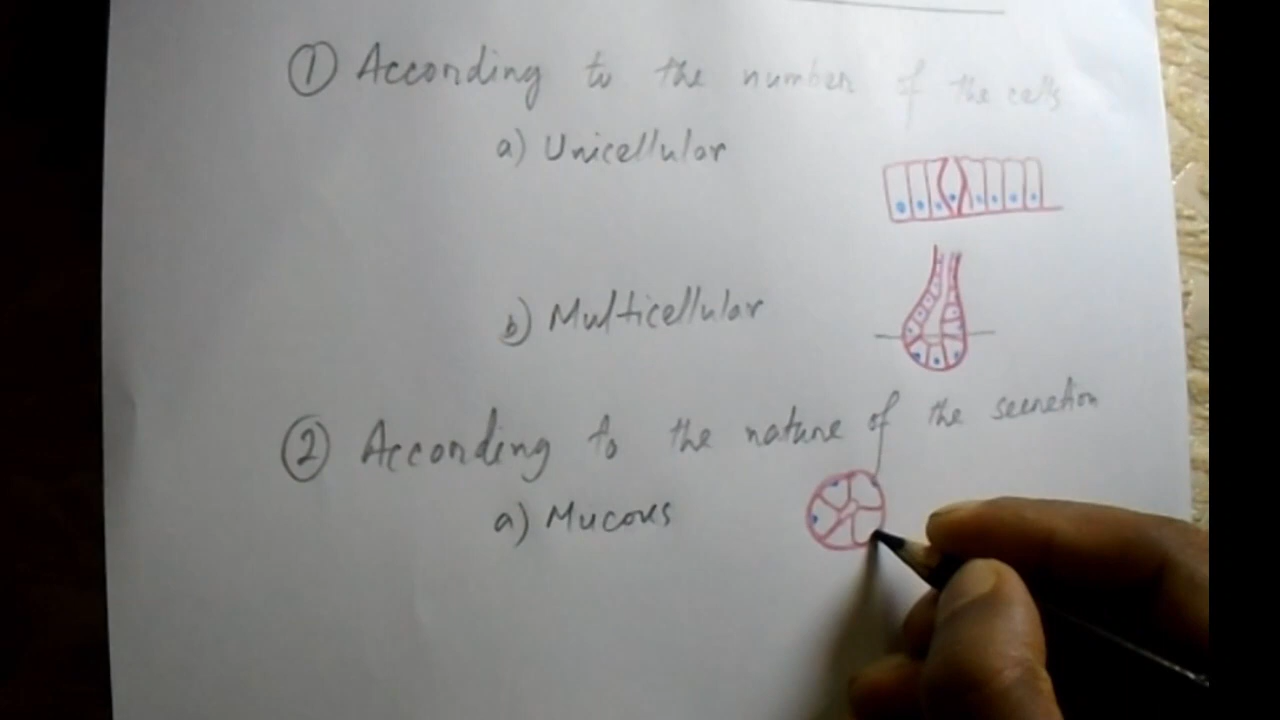 ① According to the number of the cells
a) Unicellular
b) Multicellular
② According to the nature of the secretion
a) Mucous